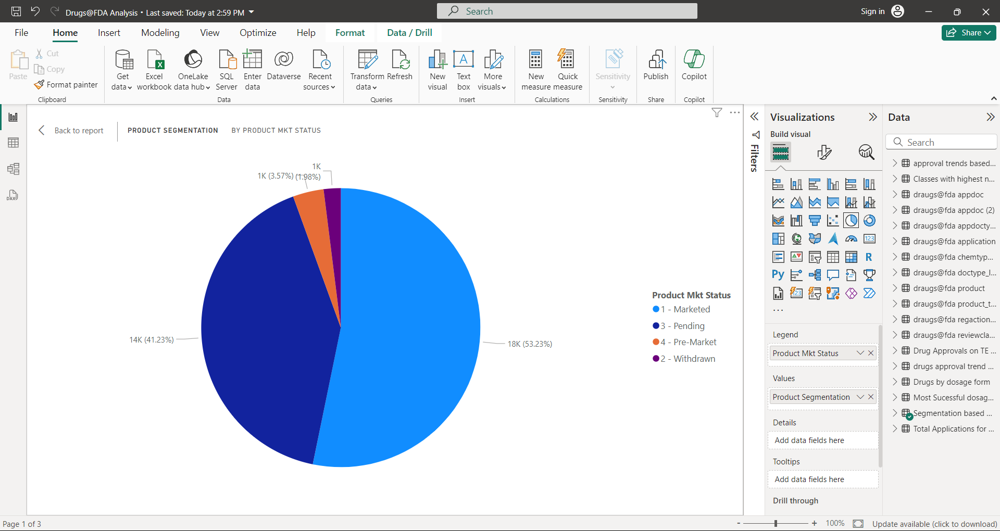 Drugs@FDA Analysis • Last saved: Today at 2:59 PM
Search
Sign in
File Home Insert Modeling View Optimize Help Format Data / Drill
Share
Paste
Cut
Copy
Format painter
Clipboard
Get data
Excel workbook
OneLake data hub
SQL Server
Enter data
Dataverse
Recent sources
Data
Transform data
Refresh
Queries
New visual
Text box
More visuals
Insert
New measure
Quick measure
Calculations
Sensitivity
Sensitivity
Publish
Share
Copilot
Copilot
Back to report
PRODUCT SEGMENTATION BY PRODUCT MKT STATUS
1K (1.98%)
1K (3.57%)
14K (41.23%)
18K (53.23%)
Product Mkt Status
1 - Marketed
3 - Pending
4 - Pre-Market
2 - Withdrawn
Filters
Visualizations
Build visual
123
R
Py
123
...
Legend
Product Mkt Status
Values
Product Segmentation
Details
Add data fields here
Tooltips
Add data fields here
Drill through
Data
Search
approval trends based...
Classes with highest n...
draugs@fda appdoc
draugs@fda appdoc (2)
draugs@fda appdocty...
draugs@fda application
draugs@fda chemtyp...
draugs@fda doctype_l...
draugs@fda product
draugs@fda product_t...
draugs@fda regaction...
draugs@fda reviewcla...
Drug Approvals on TE ...
drugs approval trend ...
Drugs by dosage form
Most Sucessful dosag...
Segmentation based ...
Total Applications for ...
DAX
Page 1 of 3
- + 100%
Update available (click to download)